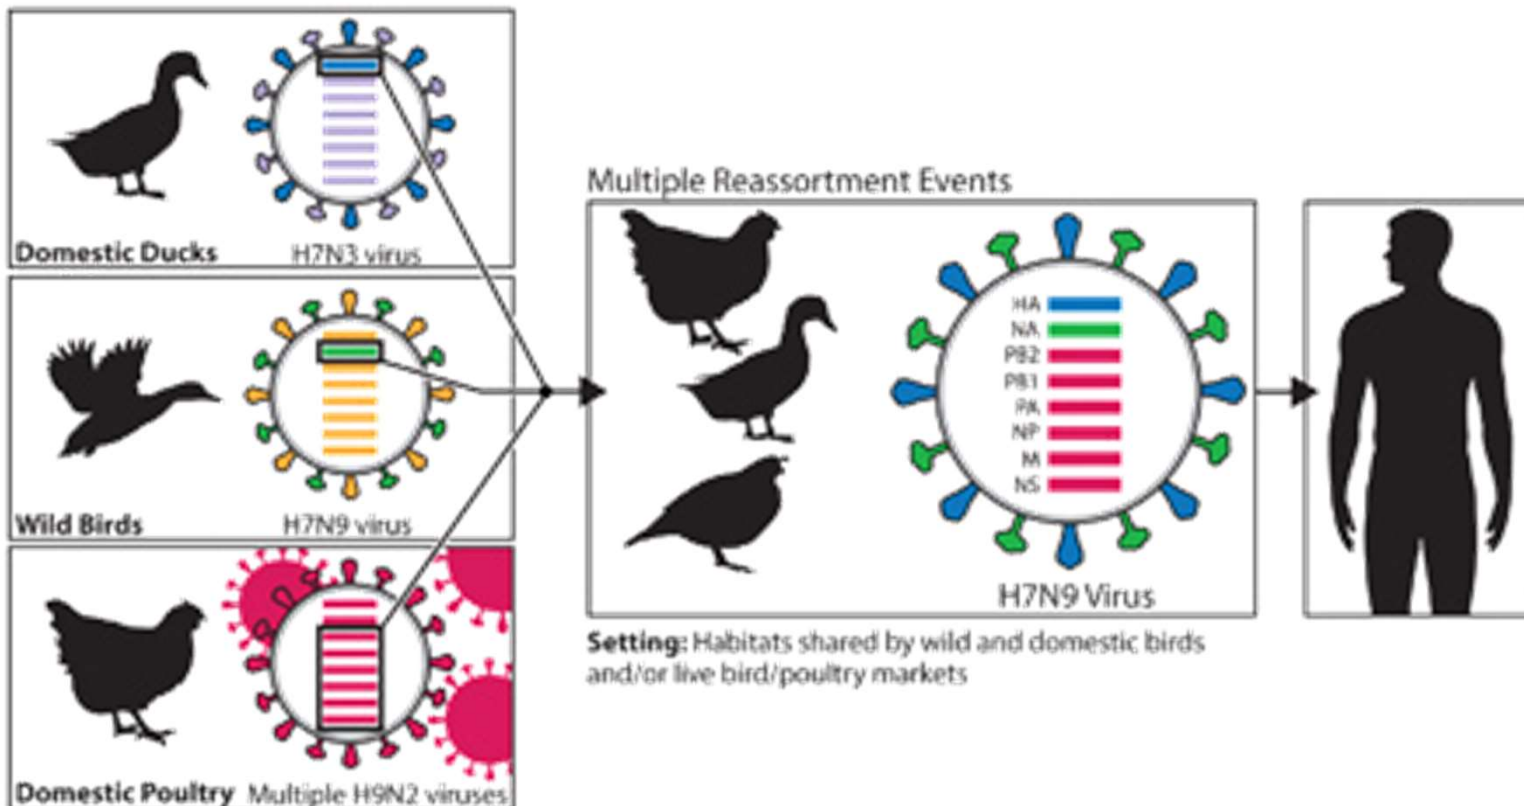 Domestic Ducks
H7N3 virus
Wild Birds
H7N9 virus
Domestic Poultry
Multiple H9N2 viruses
Multiple Reassortment Events
HA
NA
PB2
PB1
PA
NP
M
NS
H7N9 Virus
Setting: Habitats shared by wild and domestic birds
and/or live bird/poultry markets